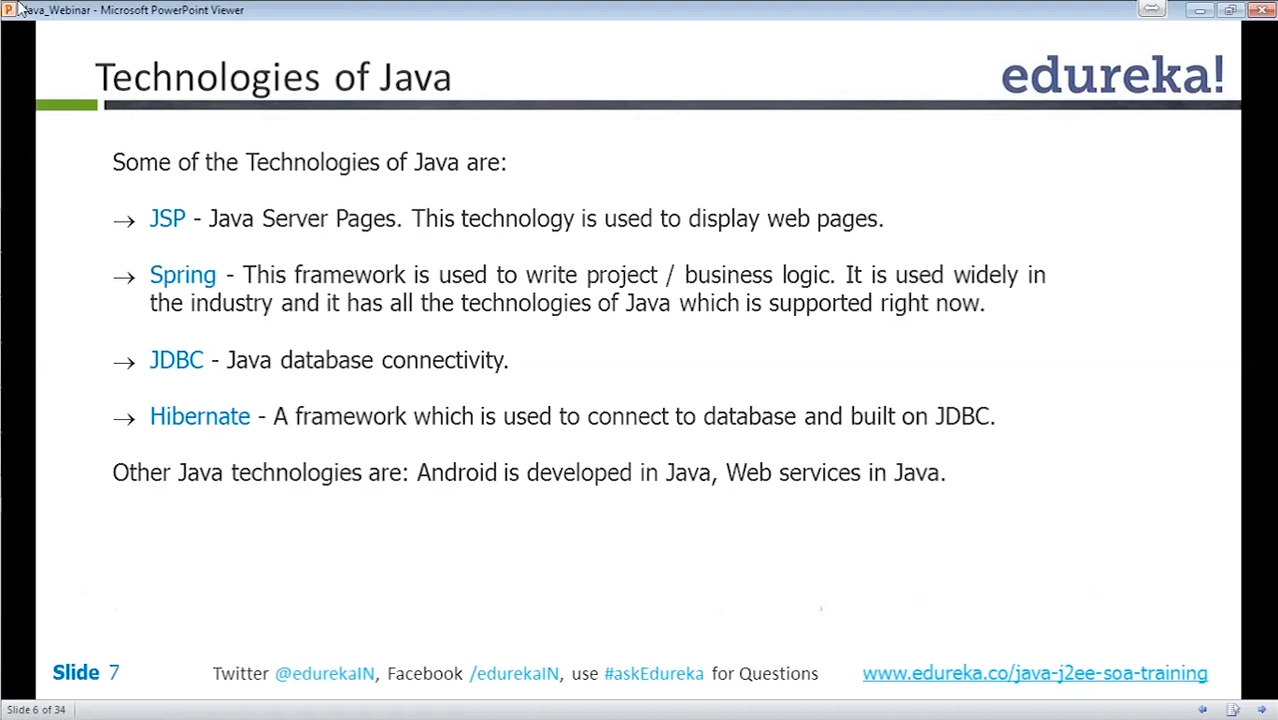 Java_Webinar - Microsoft PowerPoint Viewer
Technologies of Java
edureka!
Some of the Technologies of Java are:
→ JSP - Java Server Pages. This technology is used to display web pages.
→ Spring - This framework is used to write project / business logic. It is used widely in
the industry and it has all the technologies of Java which is supported right now.
→ JDBC - Java database connectivity.
→ Hibernate - A framework which is used to connect to database and built on JDBC.
Other Java technologies are: Android is developed in Java, Web services in Java.
Slide 7
Twitter @edurekaIN, Facebook /edurekaIN, use #askEdureka for Questions
www.edureka.co/java-j2ee-soa-training
Slide 6 of 34